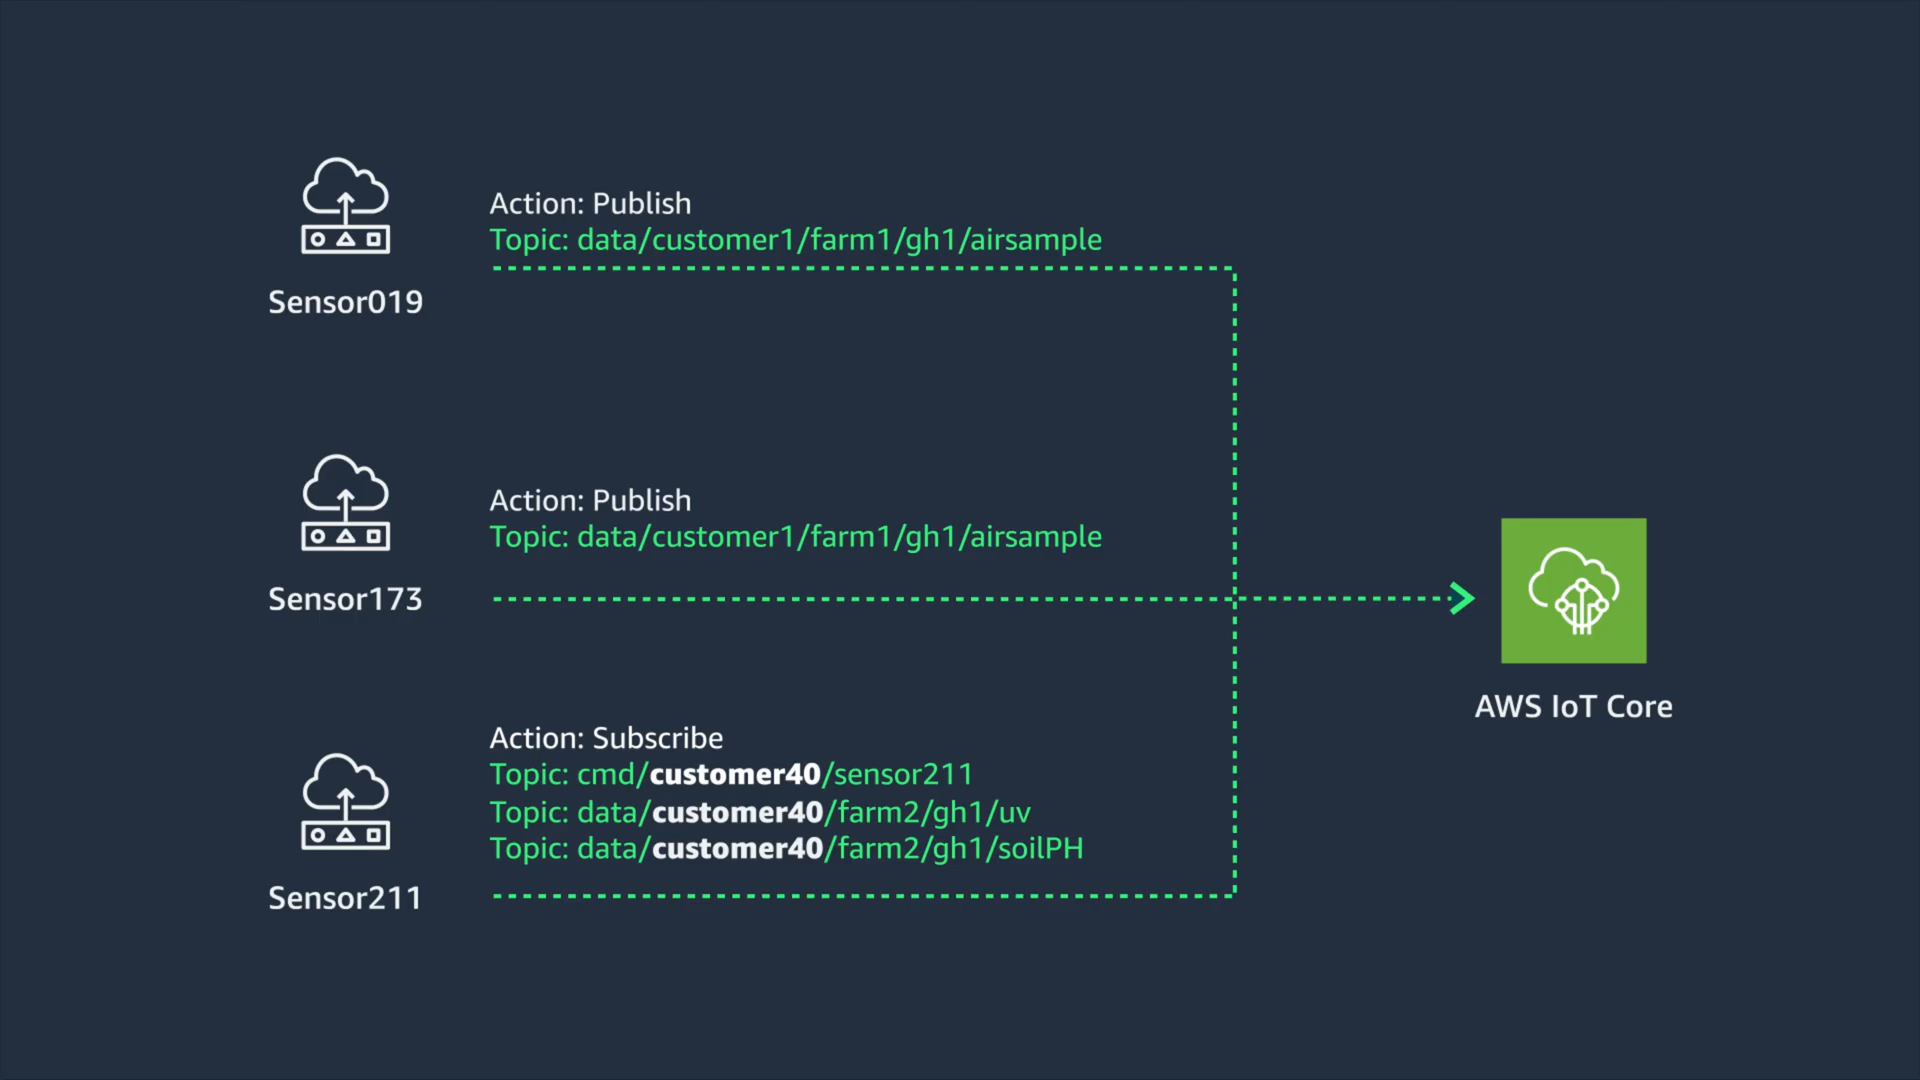 Action: Publish
Topic: data/customer1/farm1/gh1/airsample
Sensor019
Action: Publish
Topic: data/customer1/farm1/gh1/airsample
Sensor173
Action: Subscribe
Topic: cmd/customer40/sensor211
Topic: data/customer40/farm2/gh1/uv
Topic: data/customer40/farm2/gh1/soilPH
Sensor211
AWS IoT Core